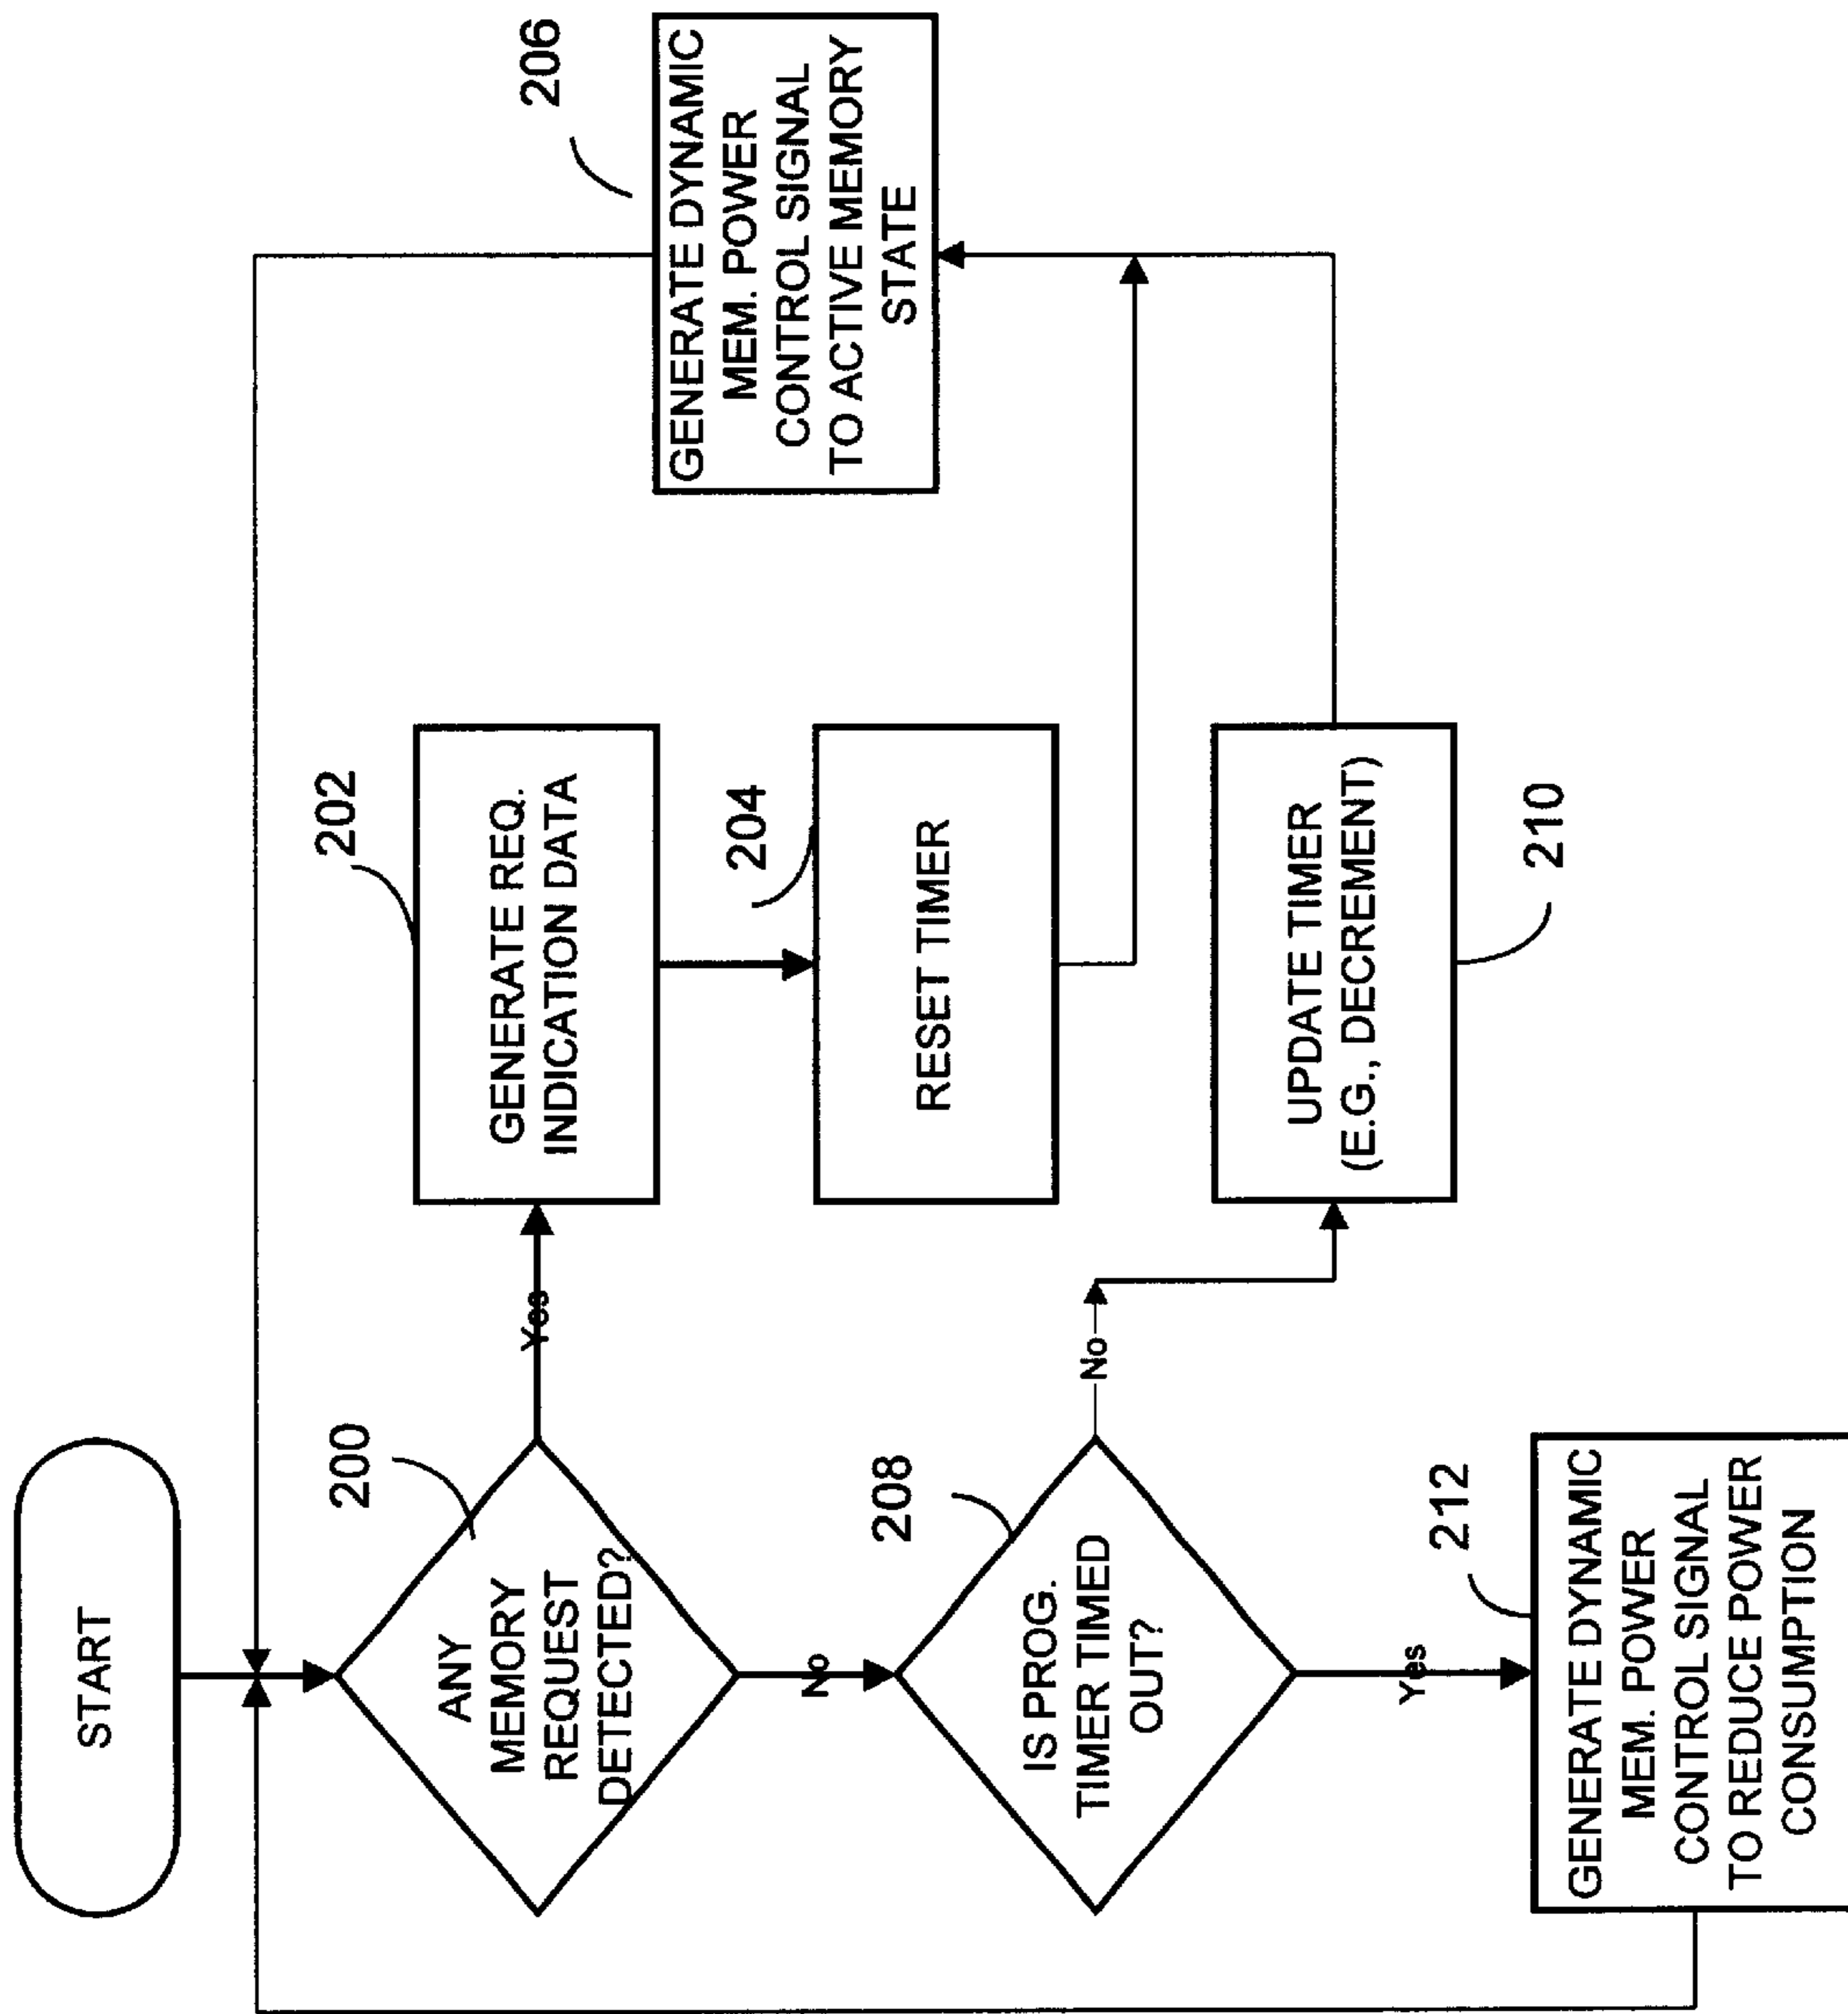 START
200
ANY
MEMORY
REQUEST
DETECTED?
Yes
202
GENERATE REQ.
INDICATION DATA
204
RESET TIMER
206
GENERATE DYNAMIC
MEM. POWER
CONTROL SIGNAL
TO ACTIVE MEMORY
STATE
No
208
IS PROG.
TIMER TIMED
OUT?
No
UPDATE TIMER
(E.G., DECREMENT)
210
Yes
212
GENERATE DYNAMIC
MEM. POWER
CONTROL SIGNAL
TO REDUCE POWER
CONSUMPTION